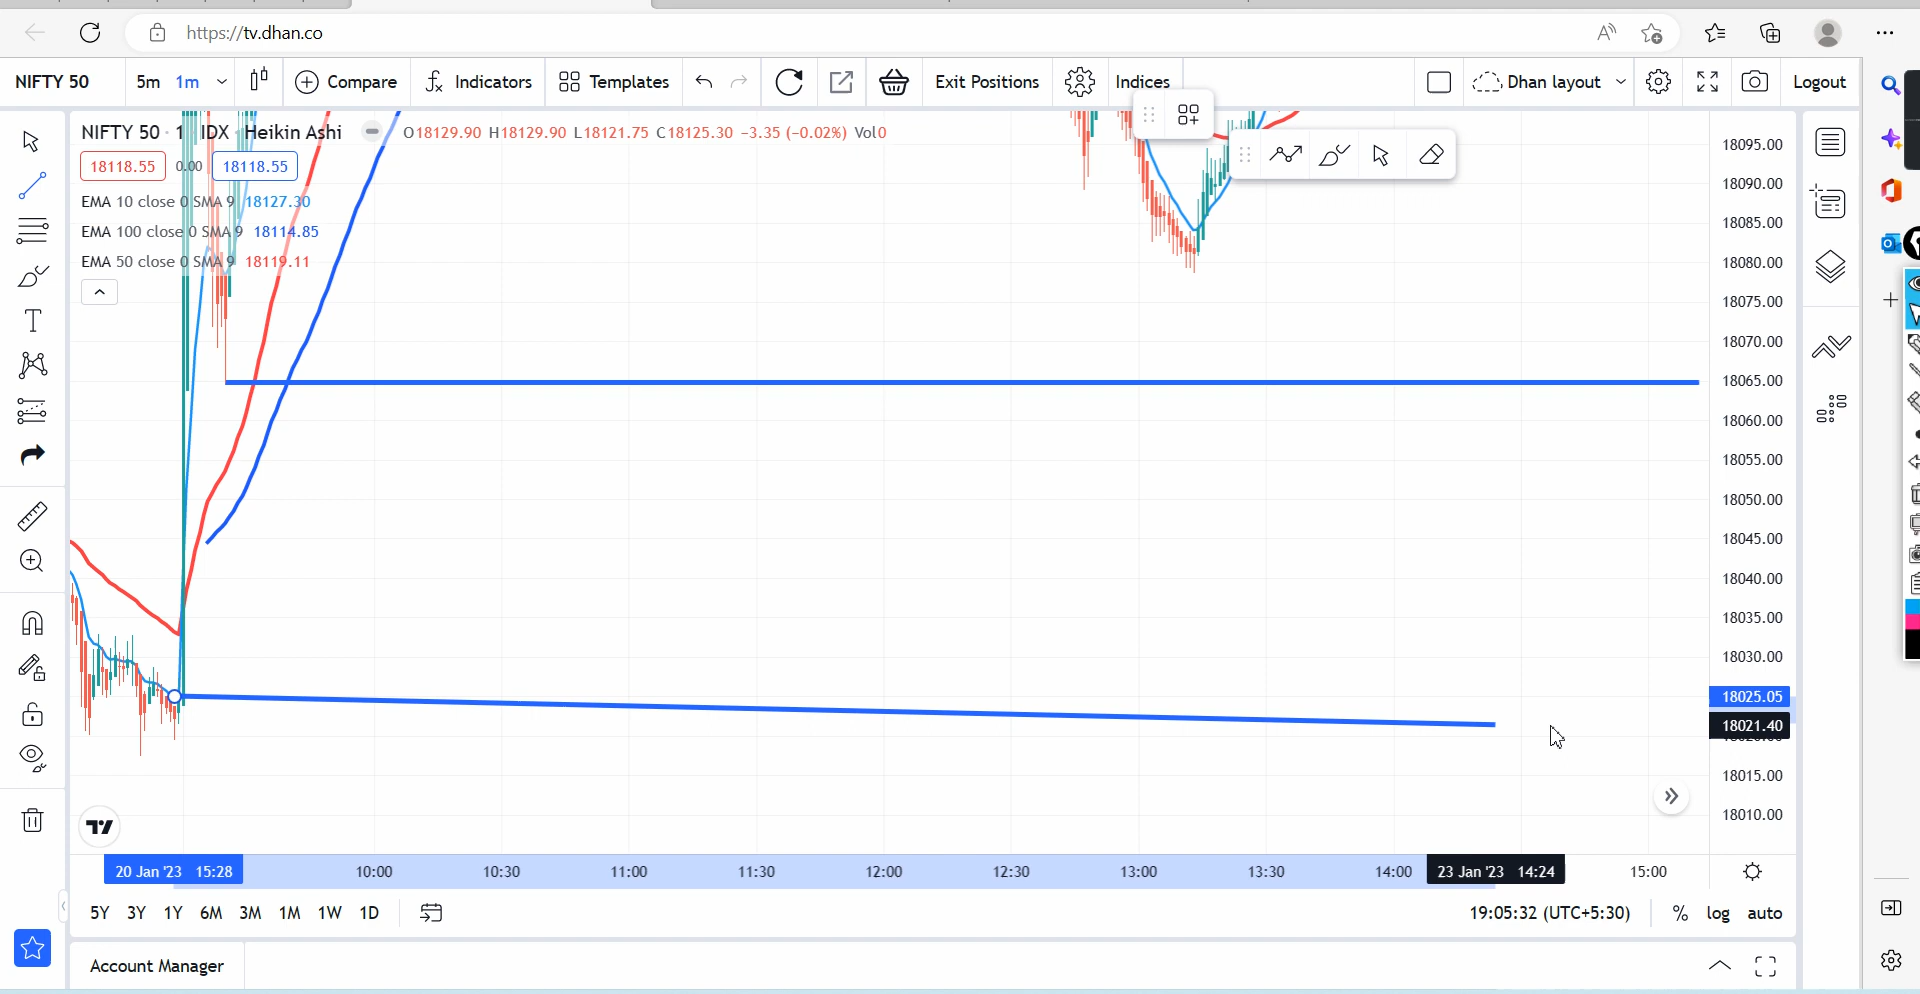 https://tv.dhan.co
NIFTY 50 5m 1m Compare Indicators Templates Exit Positions Indices Dhan layout Logout
NIFTY 50 · 1 IDX Heikin Ashi O18129.90 H18129.90 L18121.75 C18125.30 −3.35 (−0.02%) Vol0
18118.55 0.00 18118.55
EMA 10 close 0 SMA 9 18127.30
EMA 100 close 0 SMA 9 18114.85
EMA 50 close 0 SMA 9 18119.11
18095.00
18090.00
18085.00
18080.00
18075.00
18070.00
18065.00
18060.00
18055.00
18050.00
18045.00
18040.00
18035.00
18030.00
18025.05
18021.40
18015.00
18010.00
20 Jan '23 15:28 10:00 10:30 11:00 11:30 12:00 12:30 13:00 13:30 14:00 23 Jan '23 14:24 15:00
5Y 3Y 1Y 6M 3M 1M 1W 1D 19:05:32 (UTC+5:30) % log auto
Account Manager